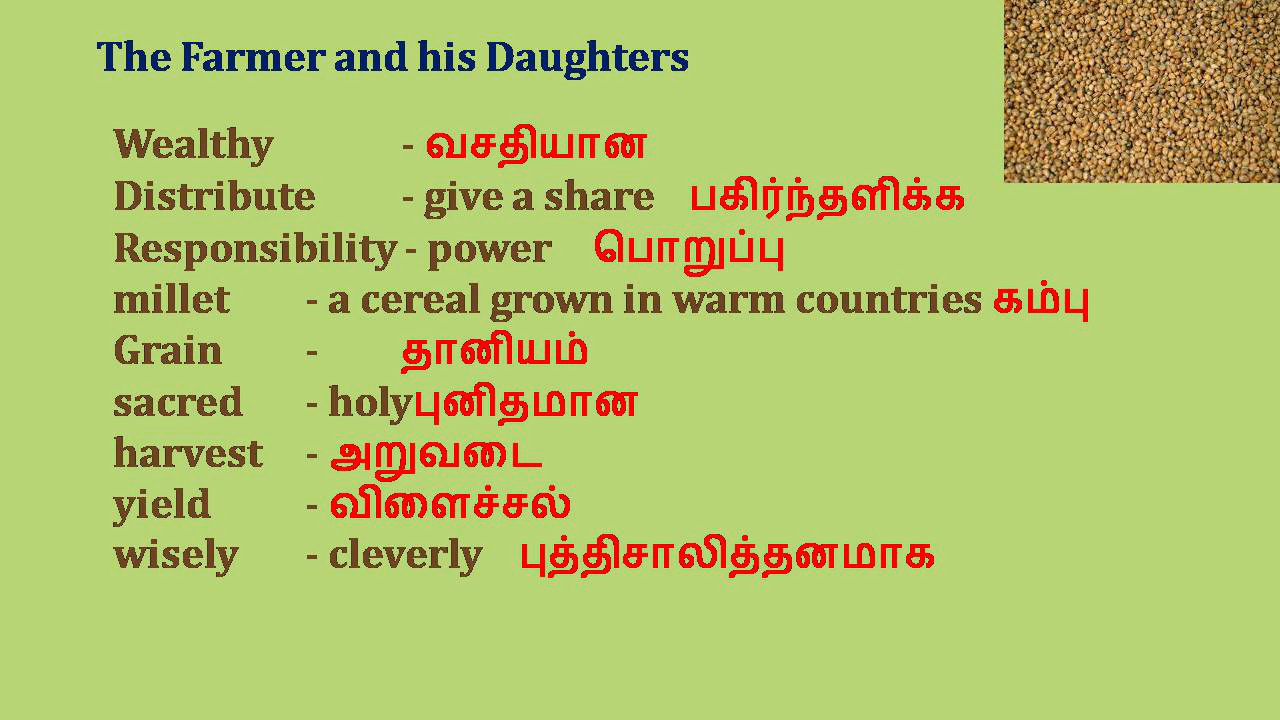 The Farmer and his Daughters
Wealthy - வசதியான
Distribute - give a share பகிர்ந்தளிக்க
Responsibility - power பொறுப்பு
millet - a cereal grown in warm countries கம்பு
Grain - தானியம்
sacred - holyபுனிதமான
harvest - அறுவடை
yield - விளைச்சல்
wisely - cleverly புத்திசாலித்தனமாக